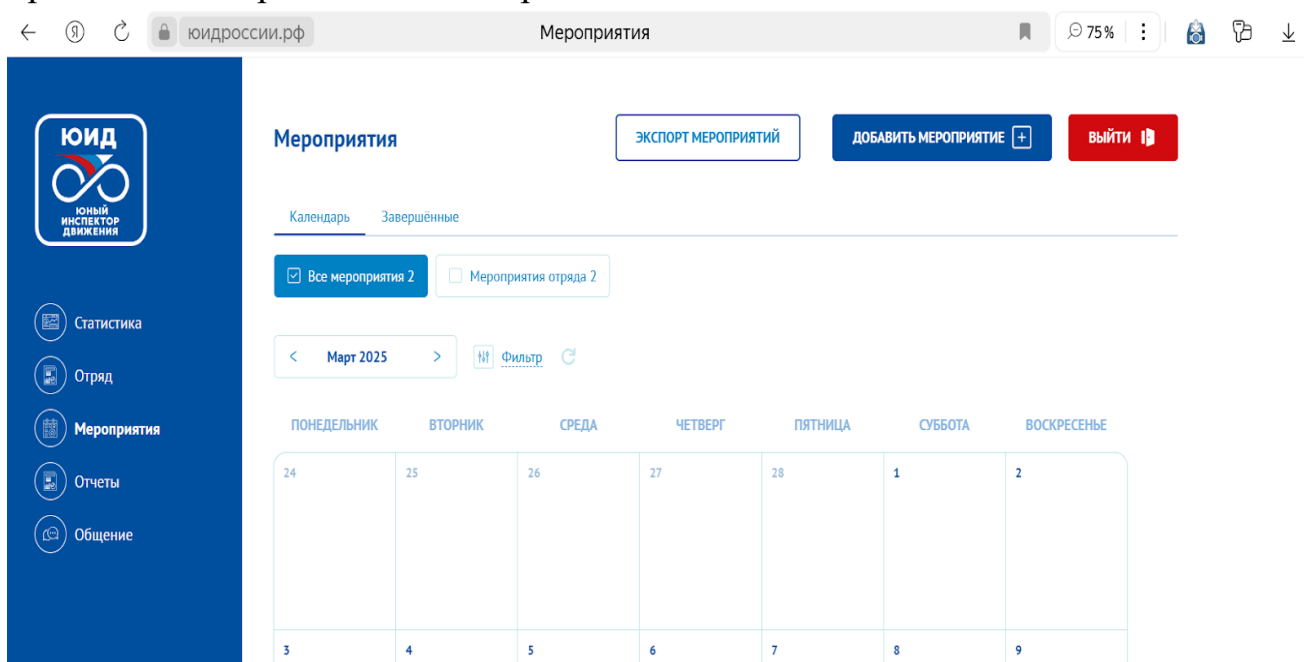 юидроссии.рф Мероприятия 75 %
ЮИД
ЮНЫЙ
ИНСПЕКТОР
ДВИЖЕНИЯ
Мероприятия ЭКСПОРТ МЕРОПРИЯТИЙ ДОБАВИТЬ МЕРОПРИЯТИЕ ВЫЙТИ
Календарь Завершённые
Все мероприятия 2 Мероприятия отряда 2
Статистика
Отряд
Мероприятия
Отчеты
Общение
< Март 2025 > Фильтр
ПОНЕДЕЛЬНИК ВТОРНИК СРЕДА ЧЕТВЕРГ ПЯТНИЦА СУББОТА ВОСКРЕСЕНЬЕ
24 25 26 27 28 1 2
3 4 5 6 7 8 9